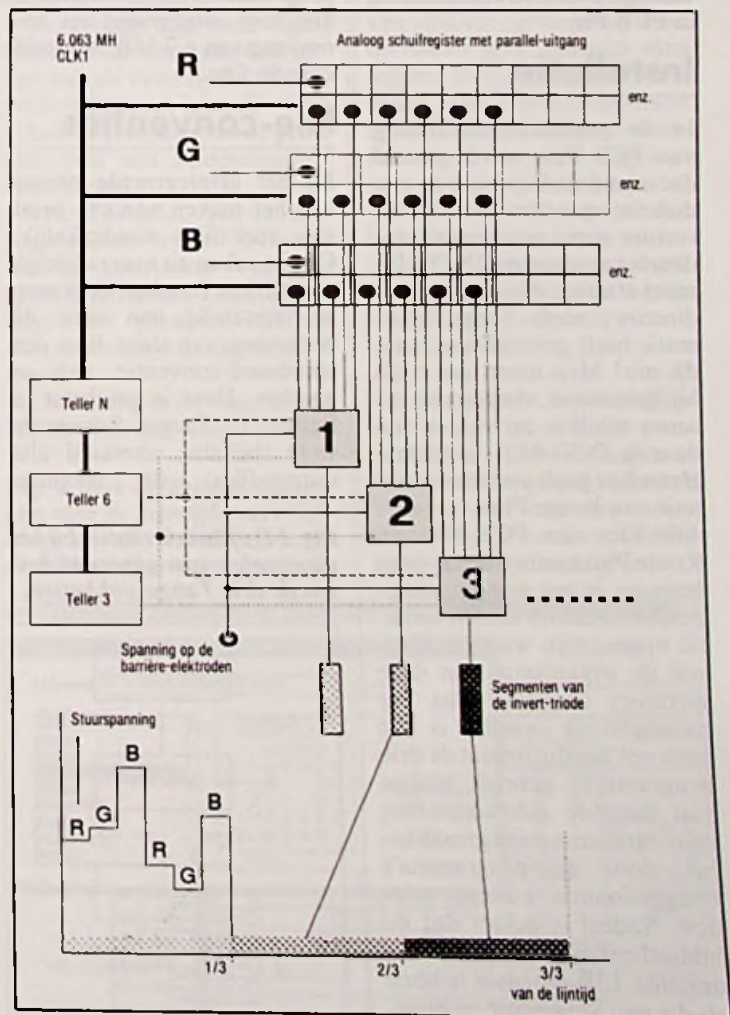 6.063 MH
CLK1
Analoog schuifregister met parallel-uitgang
R
enz.
G
enz.
B
enz.
Teller N
Teller 6
Teller 3
1
2
3
Spanning op de
barrière-elektroden
Segmenten van
de invert-triode
Stuurspanning
R
G
B
R
G
B
1/3
2/3
3/3
van de lijntijd